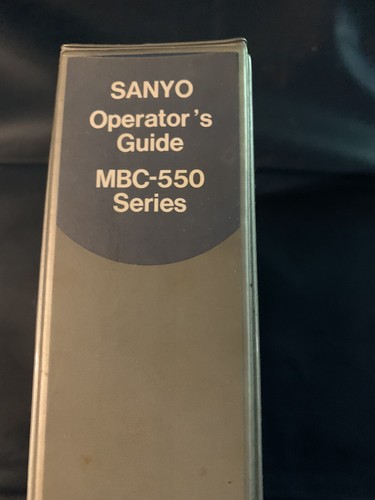 SANYO
Operator's
Guide
MBC-550
Series